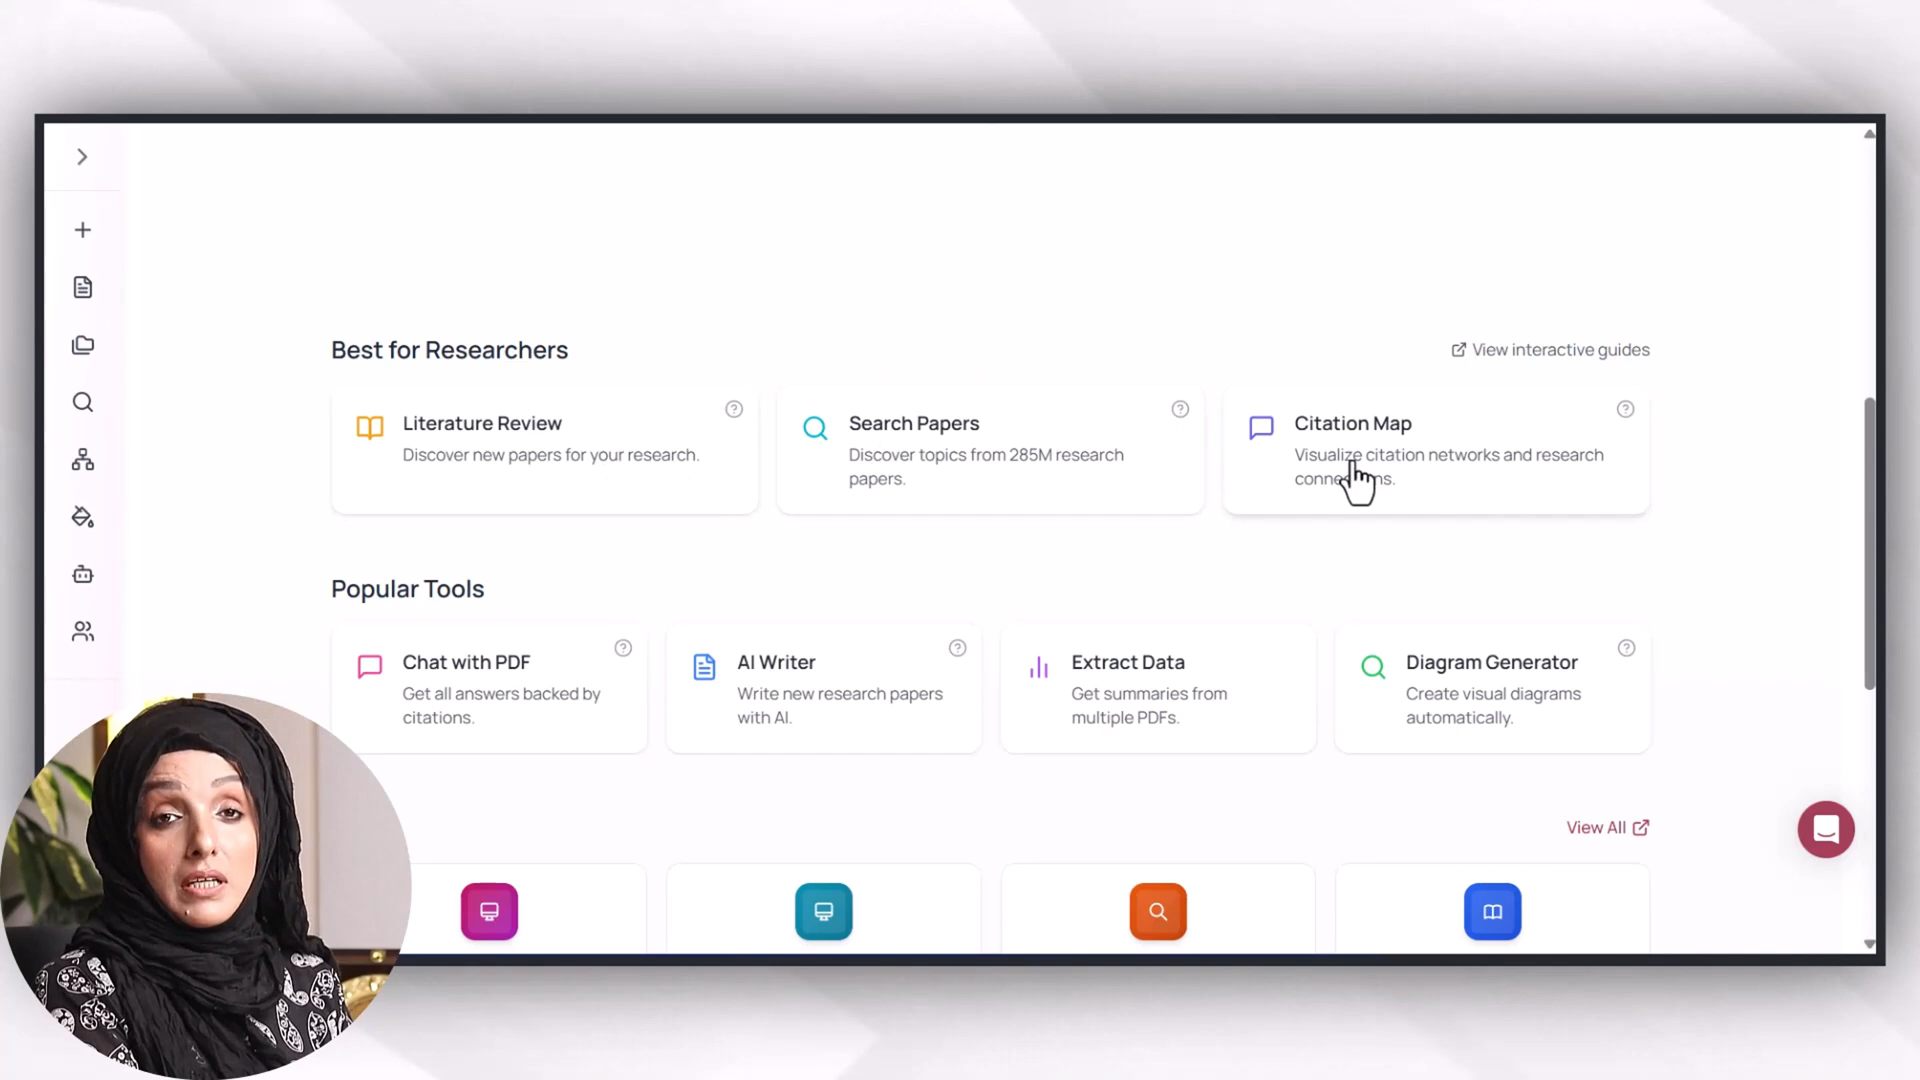 Best for Researchers
View interactive guides
Literature Review
Discover new papers for your research.
Search Papers
Discover topics from 285M research
papers.
Citation Map
Visualize citation networks and research
Popular Tools
Chat with PDF
Get all answers backed by
citations.
AI Writer
Write new research papers
with AI.
Extract Data
Get summaries from
multiple PDFs.
Diagram Generator
Create visual diagrams
automatically.
View All